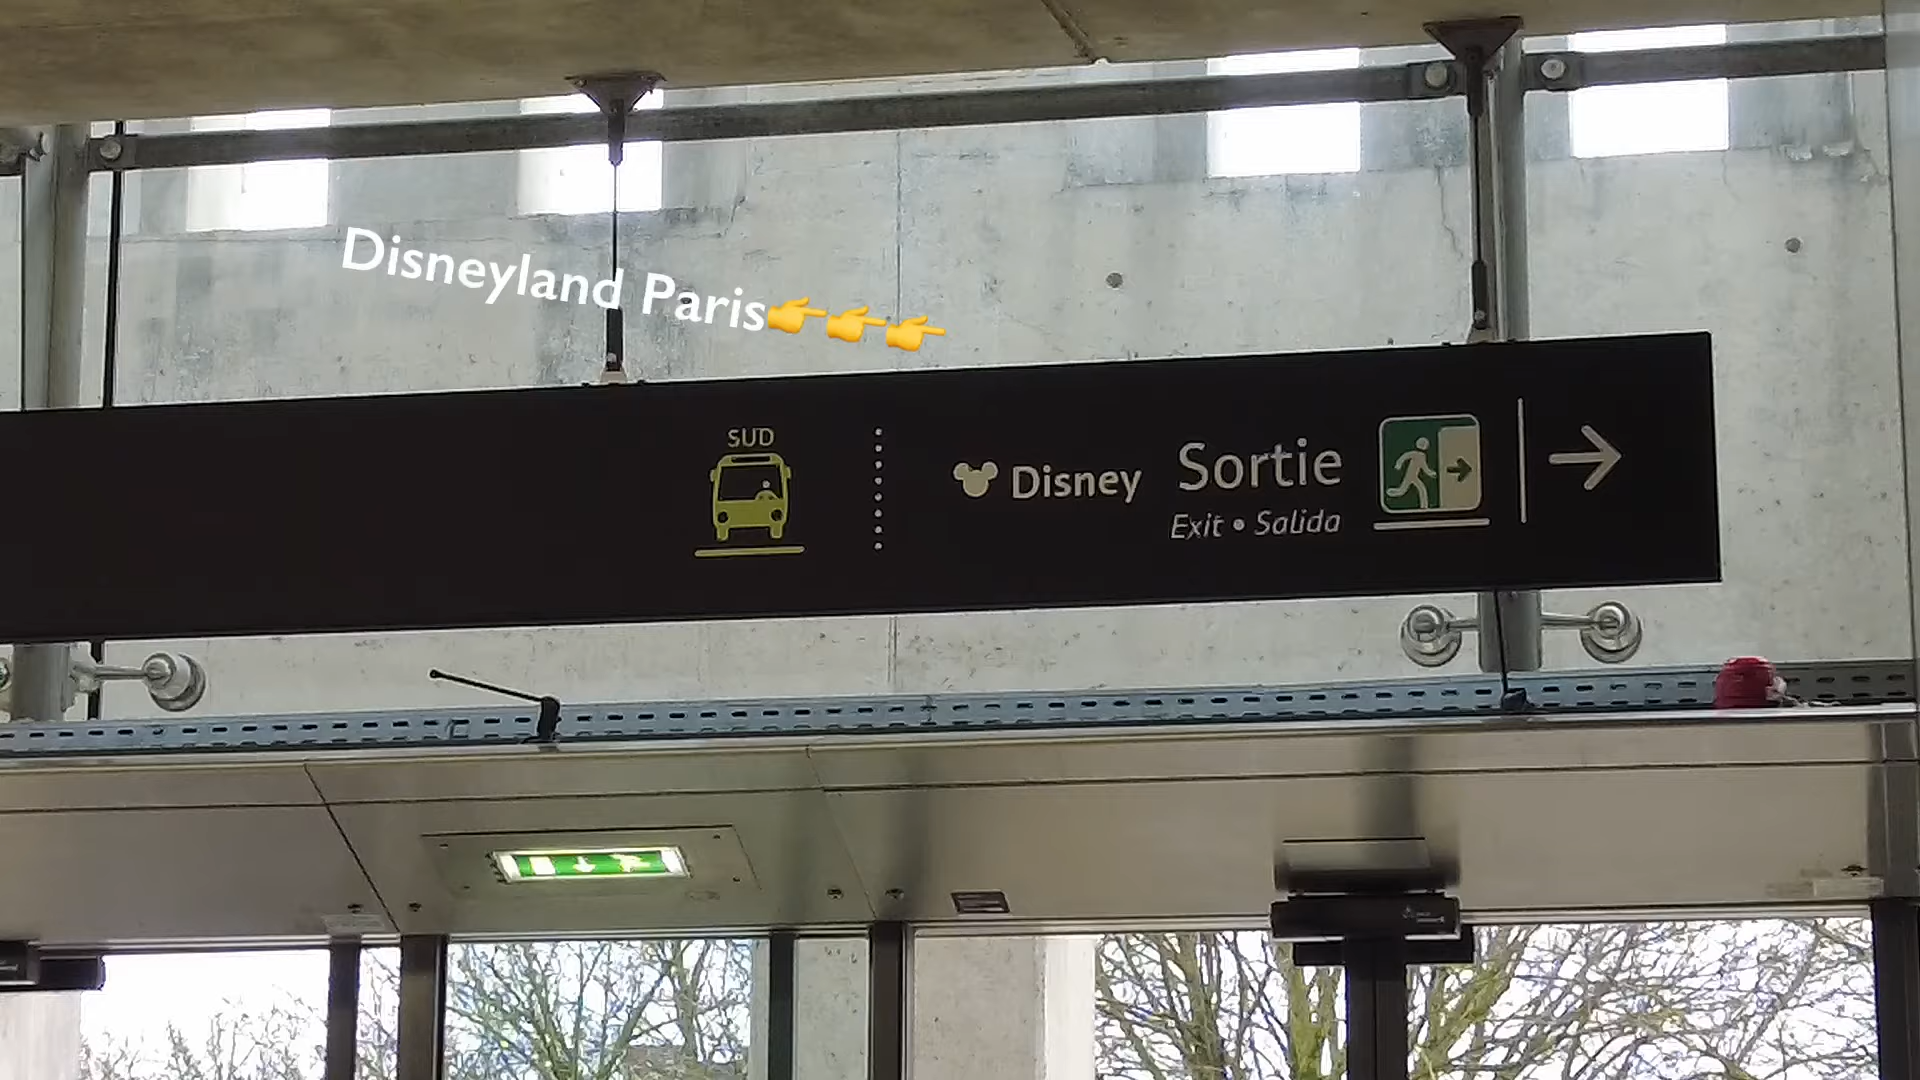 Disneyland Paris👉👉👉
SUD
Disney Sortie
Exit • Salida